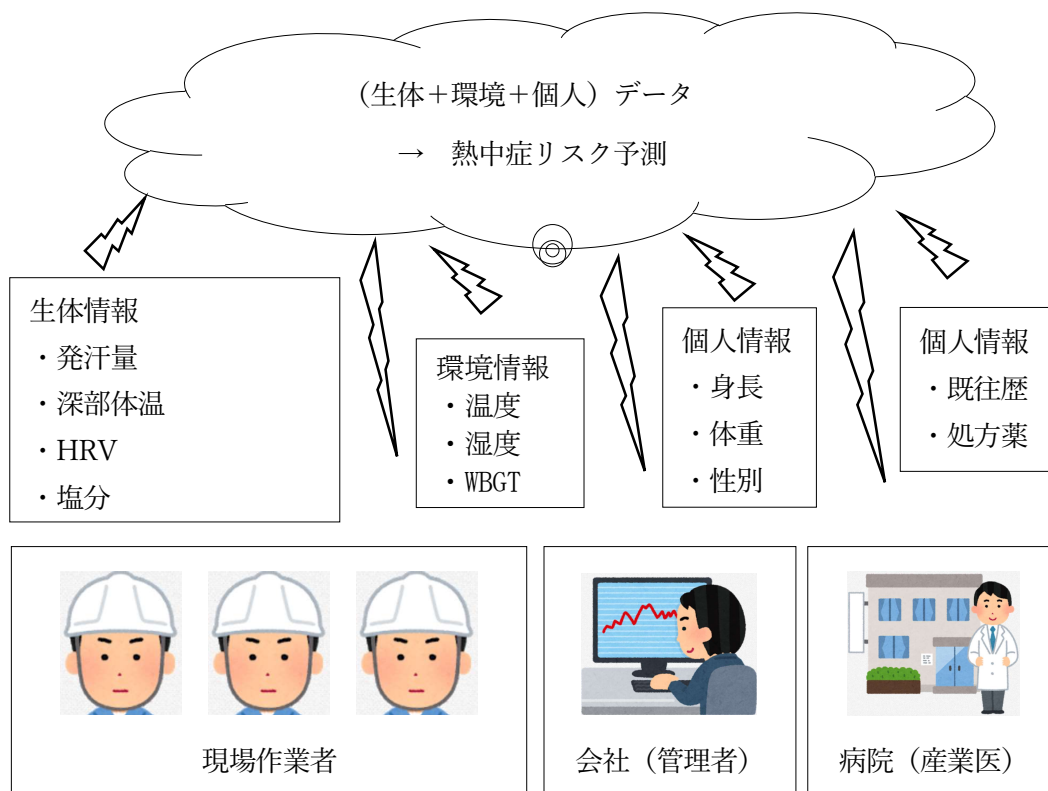 （生体＋環境＋個人）データ
→　熱中症リスク予測
生体情報
・発汗量
・深部体温
・HRV
・塩分
環境情報
・温度
・湿度
・WBGT
個人情報
・身長
・体重
・性別
個人情報
・既往歴
・処方薬
現場作業者
会社（管理者）
病院（産業医）